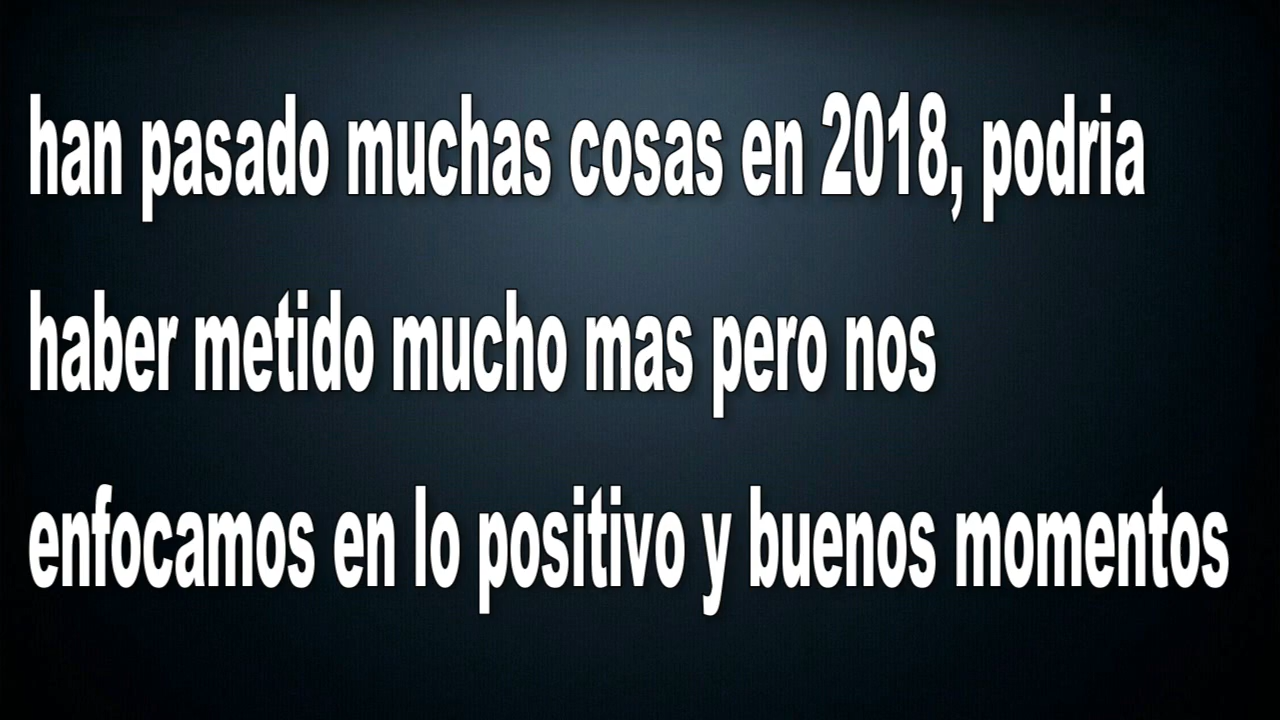 han pasado muchas cosas en 2018, podria
haber metido mucho mas pero nos
enfocamos en lo positivo y buenos momentos